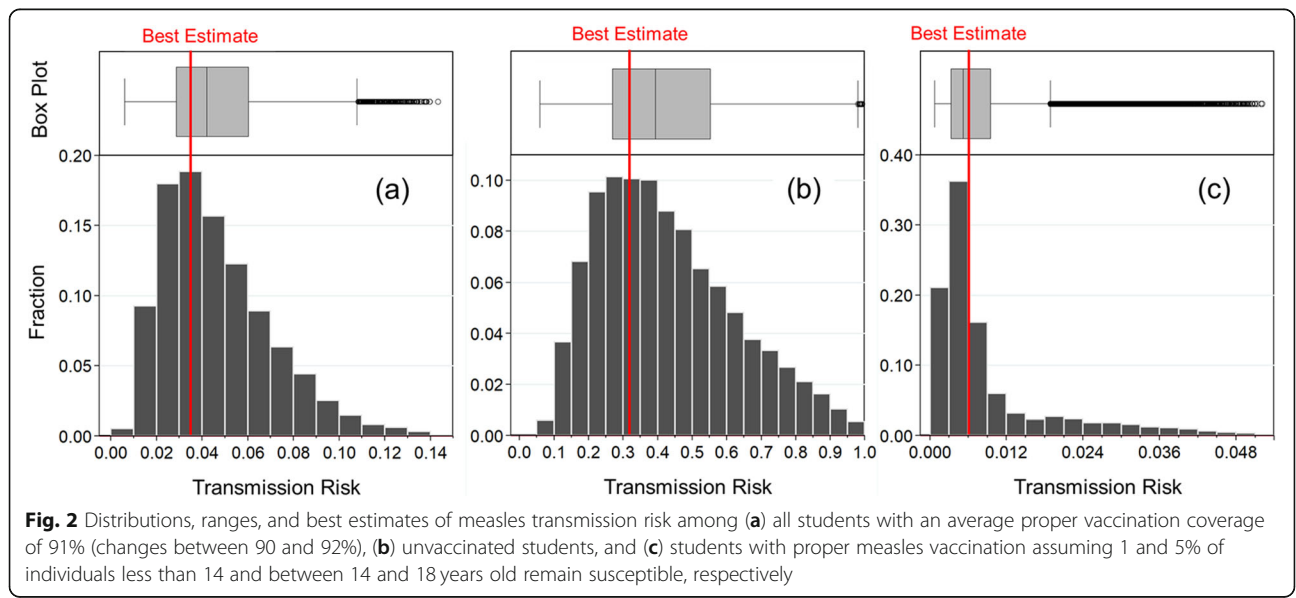 Best Estimate
Best Estimate
Best Estimate
Box Plot
Fraction
(a)
0.20
0.15
0.10
0.05
0.00
0.00 0.02 0.04 0.06 0.08 0.10 0.12 0.14
Transmission Risk
(b)
0.10
0.08
0.06
0.04
0.02
0.00
0.0 0.1 0.2 0.3 0.4 0.5 0.6 0.7 0.8 0.9 1.0
Transmission Risk
(c)
0.40
0.30
0.20
0.10
0.00
0.000 0.012 0.024 0.036 0.048
Transmission Risk
Fig. 2 Distributions, ranges, and best estimates of measles transmission risk among (a) all students with an average proper vaccination coverage
of 91% (changes between 90 and 92%), (b) unvaccinated students, and (c) students with proper measles vaccination assuming 1 and 5% of
individuals less than 14 and between 14 and 18 years old remain susceptible, respectively